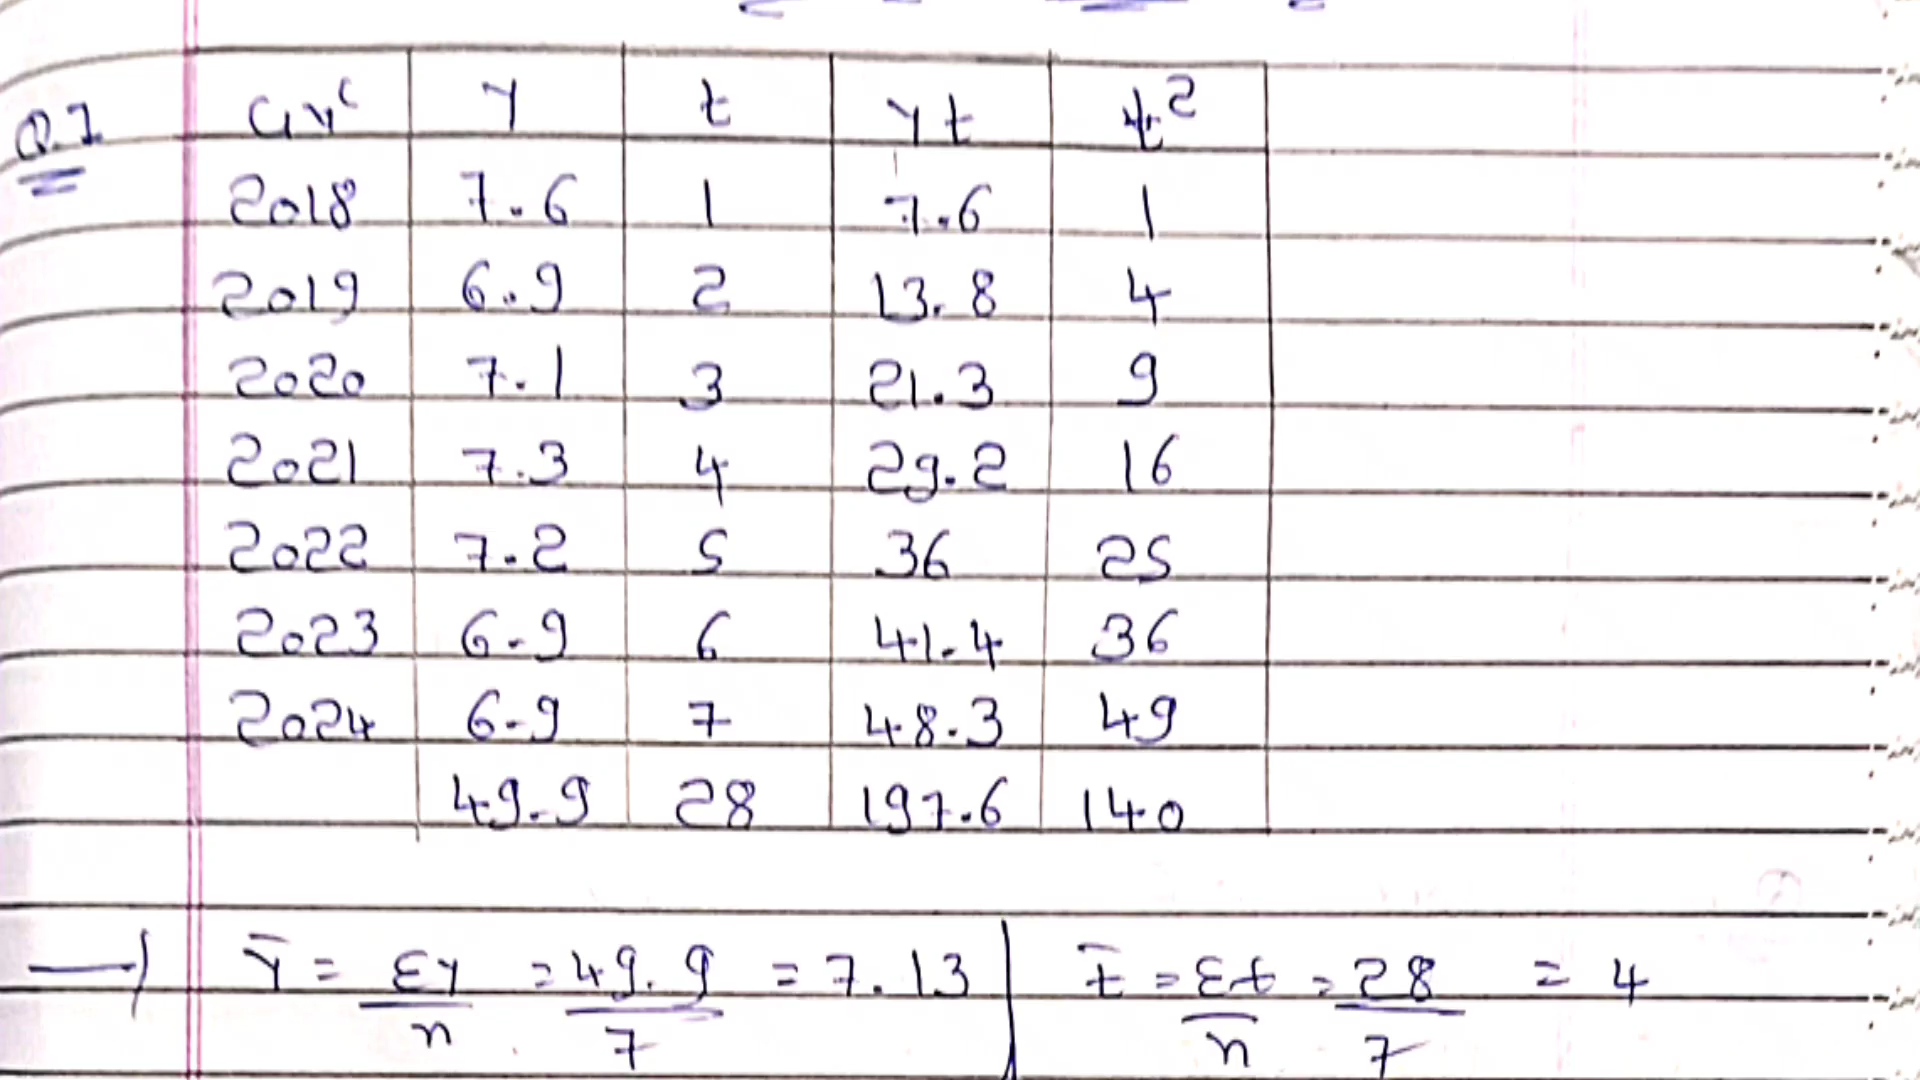 Q.1
Y t Yt t²
2018 7.6 1 7.6 1
2019 6.9 2 13.8 4
2020 7.1 3 21.3 9
2021 7.3 4 29.2 16
2022 7.2 5 36 25
2023 6.9 6 41.4 36
2024 6.9 7 48.3 49
49.9 28 197.6 140
Ȳ = ΣY/n = 49.9/7 = 7.13 | t̄ = Σt/n = 28/7 = 4